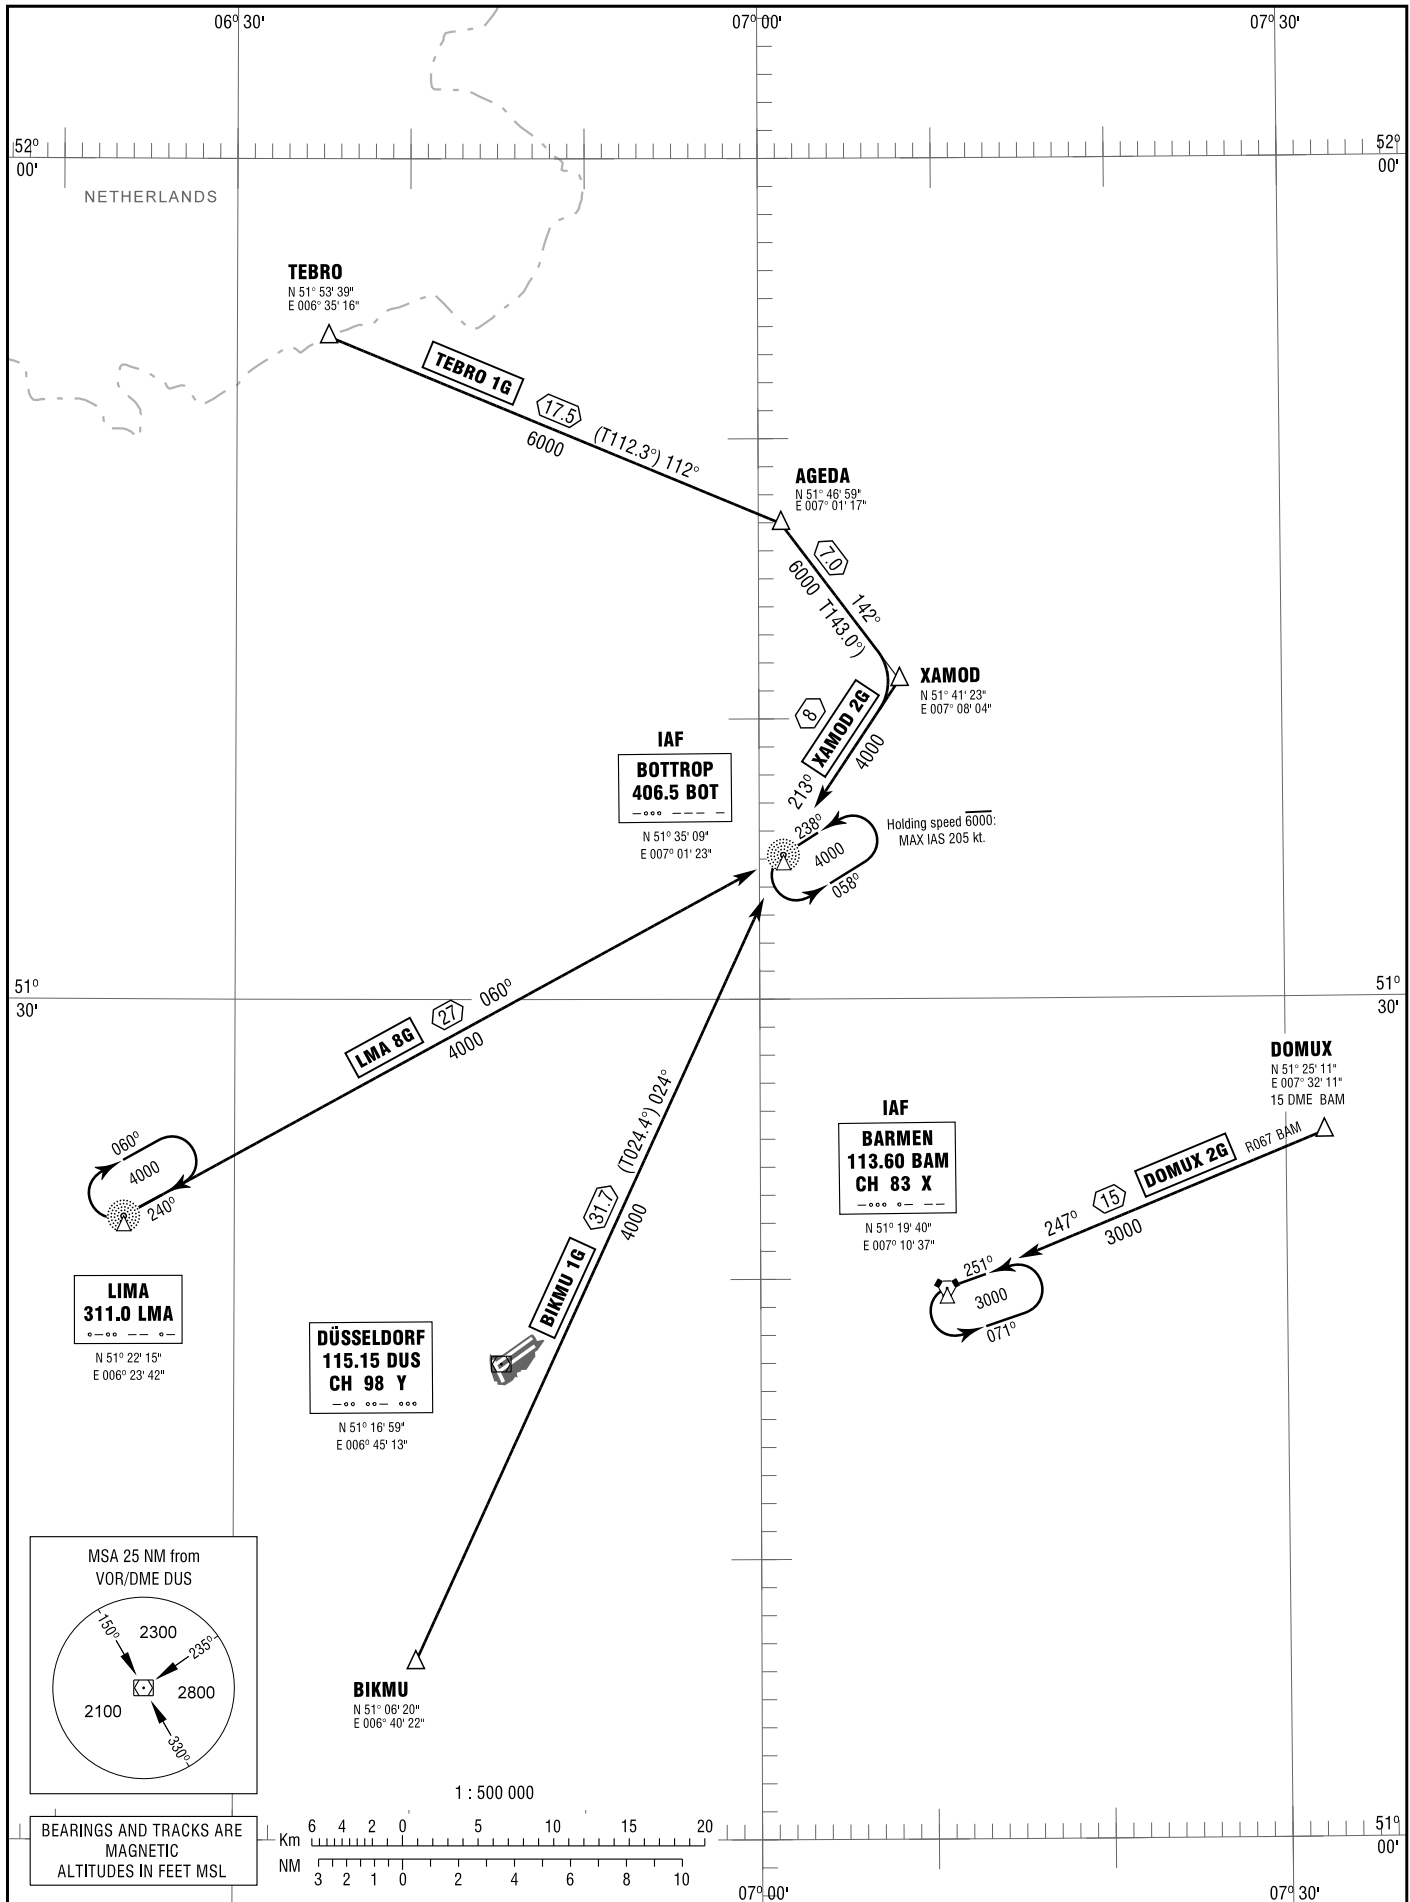 06° 30'
07° 00'
07° 30'
52°
00'
52°
00'
NETHERLANDS
TEBRO
N 51° 53' 39"
E 006° 35' 16"
TEBRO 1G
17.5
(T112.3°) 112°
6000
AGEDA
N 51° 46' 59"
E 007° 01' 17"
7.0
142°
6000 T143.0°)
XAMOD
N 51° 41' 23"
E 007° 08' 04"
8
XAMOD 2G
4000
213°
IAF
BOTTROP
406.5 BOT
N 51° 35' 09"
E 007° 01' 23"
238°
4000
058°
Holding speed 6000:
MAX IAS 205 kt.
51°
30'
51°
30'
LMA 8G
27
060°
4000
060°
4000
240°
LIMA
311.0 LMA
N 51° 22' 15"
E 006° 23' 42"
BIKMU 1G
31.7
(T024.4°) 024°
4000
DÜSSELDORF
115.15 DUS
CH 98 Y
N 51° 16' 59"
E 006° 45' 13"
IAF
BARMEN
113.60 BAM
CH 83 X
N 51° 19' 40"
E 007° 10' 37"
DOMUX
N 51° 25' 11"
E 007° 32' 11"
15 DME BAM
R067 BAM
DOMUX 2G
15
247°
3000
251°
3000
071°
BIKMU
N 51° 06' 20"
E 006° 40' 22"
MSA 25 NM from
VOR/DME DUS
150°
2300
235°
2800
2100
330°
BEARINGS AND TRACKS ARE
MAGNETIC
ALTITUDES IN FEET MSL
1 : 500 000
Km 6 4 2 0 5 10 15 20
NM 3 2 1 0 2 4 6 8 10
51°
00'
07° 00'
07° 30'